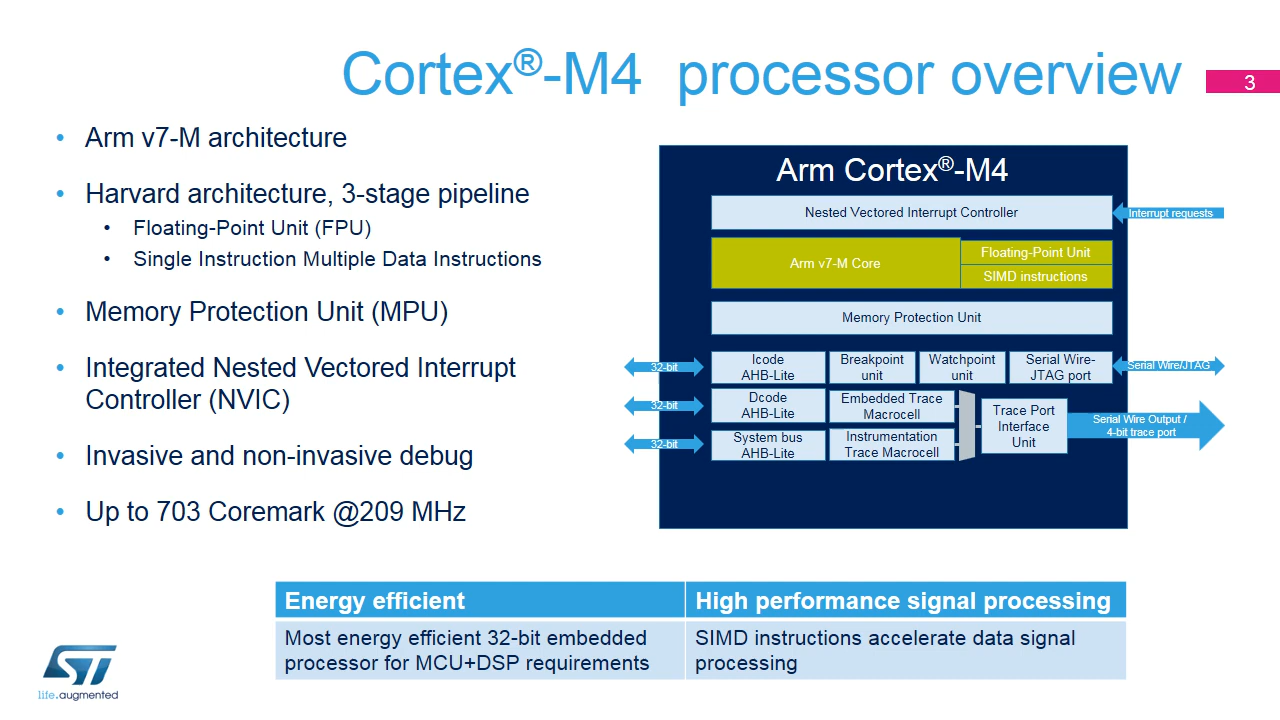 Cortex®-M4 processor overview
3
• Arm v7-M architecture
• Harvard architecture, 3-stage pipeline
• Floating-Point Unit (FPU)
• Single Instruction Multiple Data Instructions
• Memory Protection Unit (MPU)
• Integrated Nested Vectored Interrupt
Controller (NVIC)
• Invasive and non-invasive debug
• Up to 703 Coremark @209 MHz
Arm Cortex®-M4
Nested Vectored Interrupt Controller
Interrupt requests
Arm v7-M Core
Floating-Point Unit
SIMD instructions
Memory Protection Unit
32-bit
Icode
AHB-Lite
Breakpoint
unit
Watchpoint
unit
Serial Wire-
JTAG port
Serial Wire/JTAG
32-bit
Dcode
AHB-Lite
Embedded Trace
Macrocell
Trace Port
Interface
Unit
Serial Wire Output /
4-bit trace port
32-bit
System bus
AHB-Lite
Instrumentation
Trace Macrocell
Energy efficient
High performance signal processing
Most energy efficient 32-bit embedded
processor for MCU+DSP requirements
SIMD instructions accelerate data signal
processing
ST
life.augmented